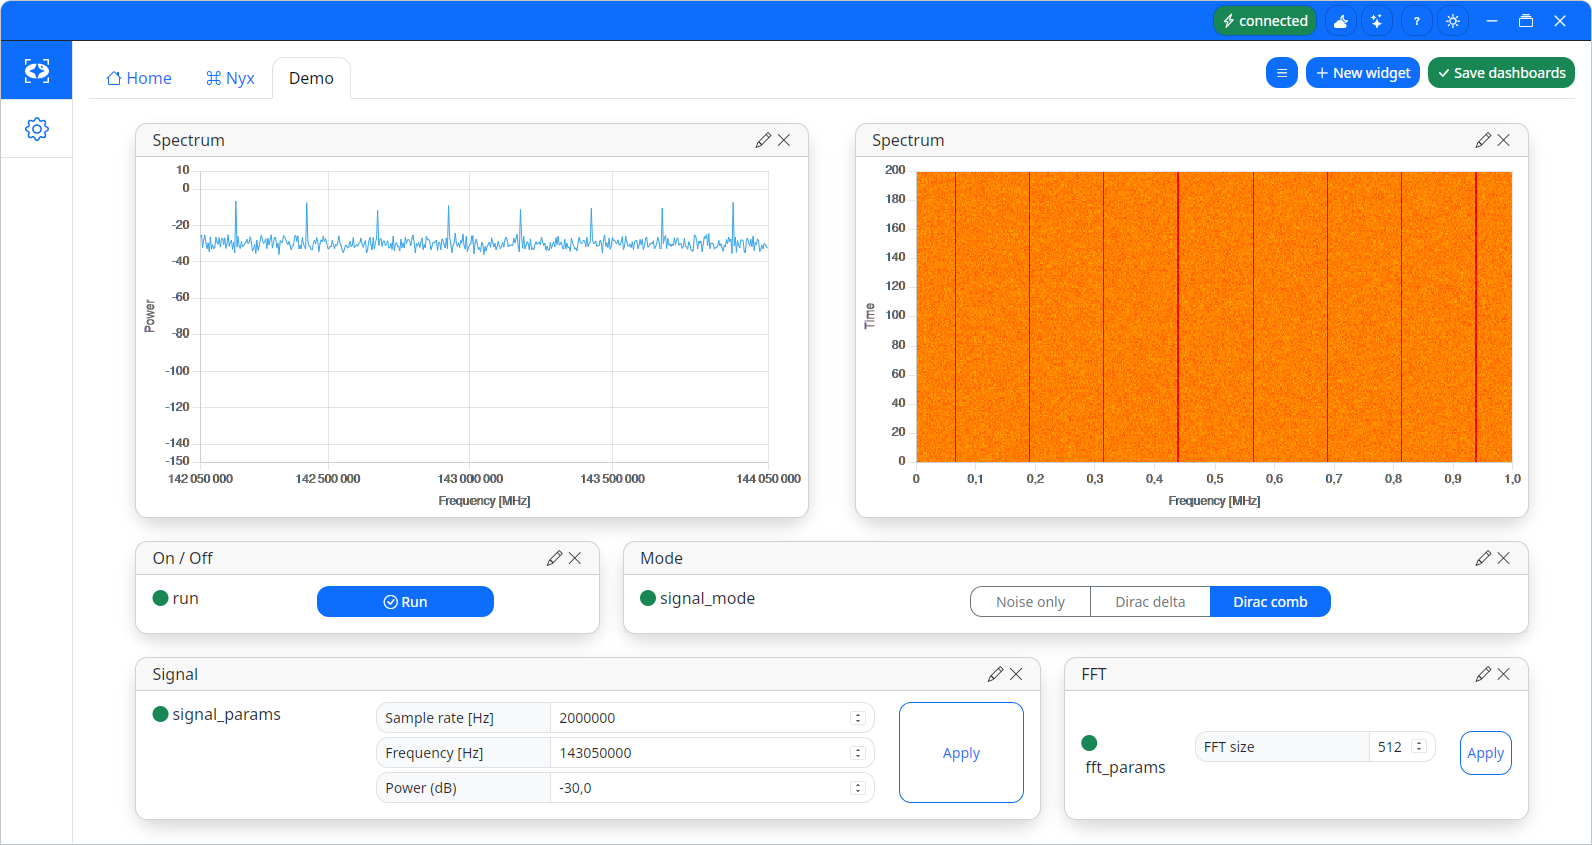 connected
?
Home
Nyx
Demo
New widget
Save dashboards
Spectrum
10
0
-20
-40
-60
-80
-100
-120
-140
-150
Power
142 050 000
142 500 000
143 000 000
143 500 000
144 050 000
Frequency [MHz]
Spectrum
200
180
160
140
120
100
80
60
40
20
0
Time
0
0,1
0,2
0,3
0,4
0,5
0,6
0,7
0,8
0,9
1,0
Frequency [MHz]
On / Off
run
Run
Mode
signal_mode
Noise only
Dirac delta
Dirac comb
Signal
signal_params
Sample rate [Hz] 2000000
Frequency [Hz] 143050000
Power (dB) -30,0
Apply
FFT
fft_params
FFT size 512
Apply